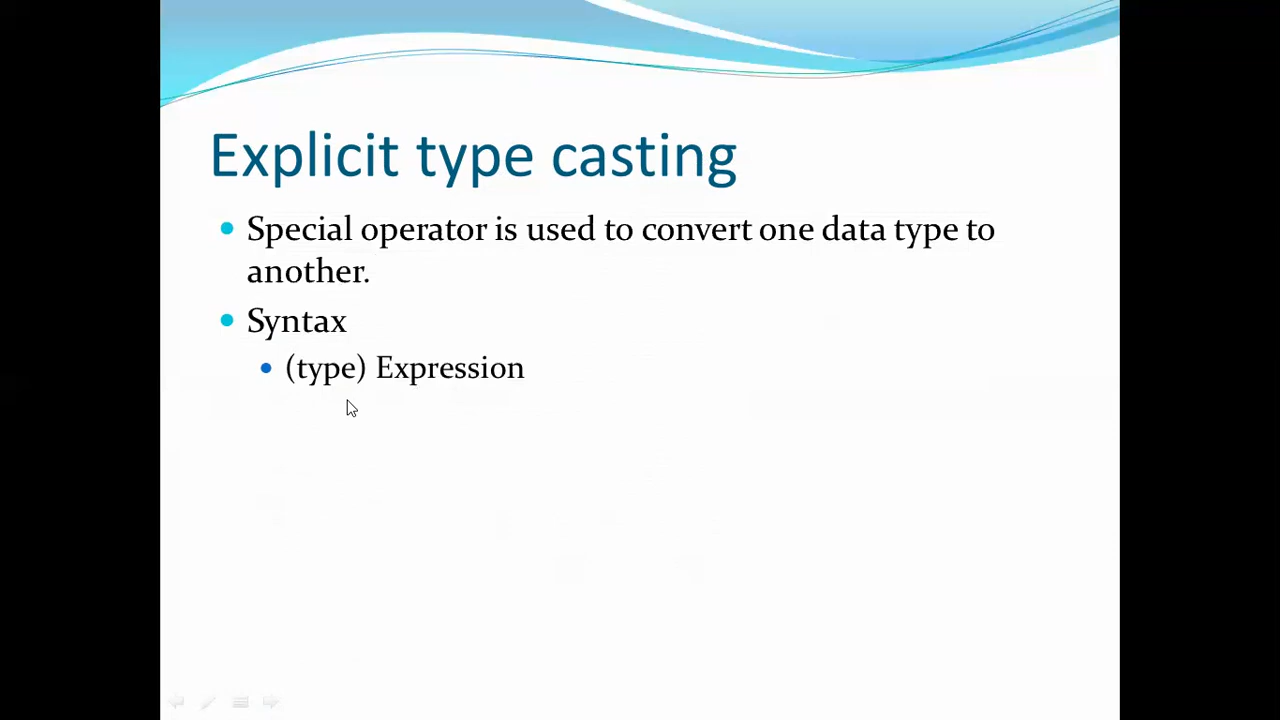 Explicit type casting
Special operator is used to convert one data type to
another.
Syntax
(type) Expression